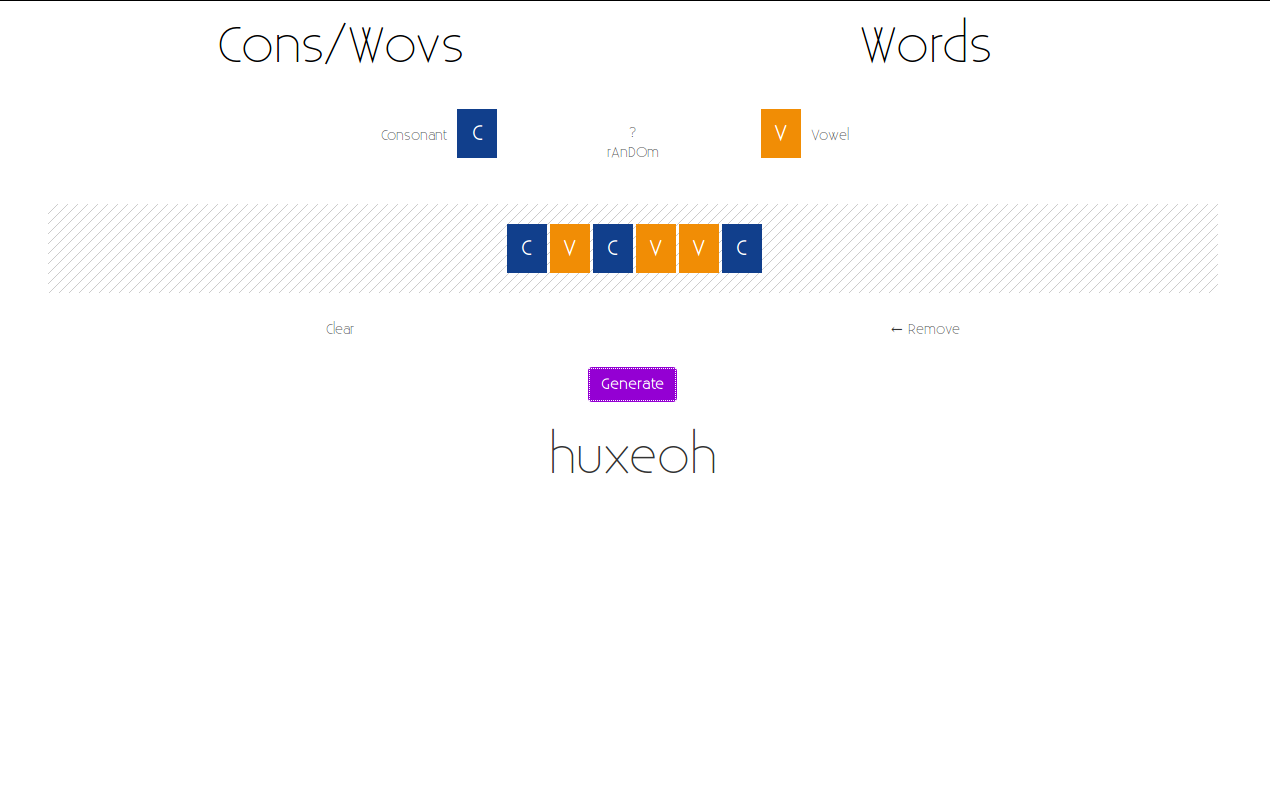 Cons/Wovs Words
Consonant C ? V Vowel
rAnDOm
C V C V V C
Clear ← Remove
Generate
huxeoh